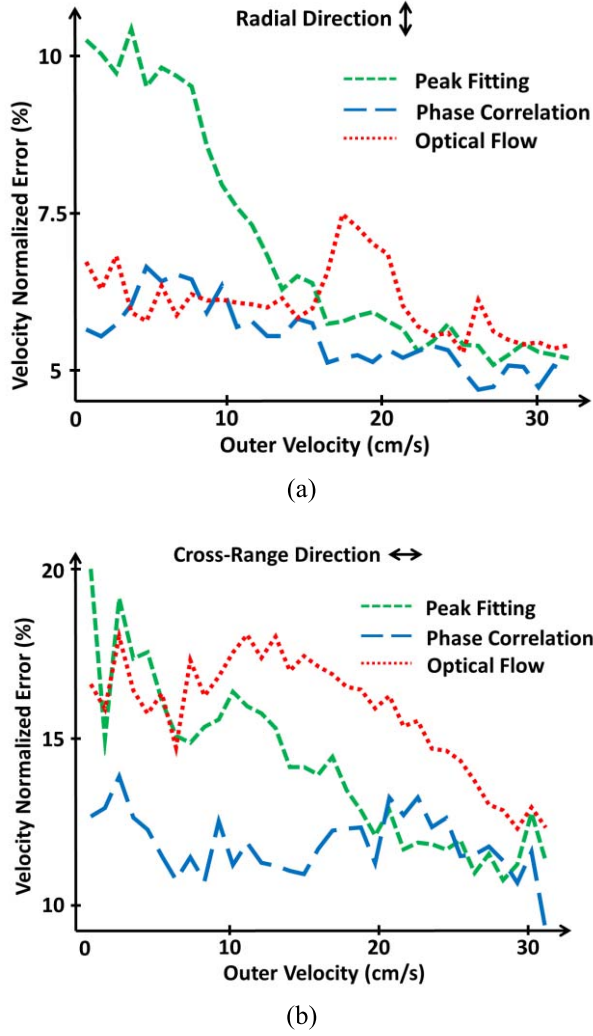 Radial Direction
10
7.5
5
Velocity Normalized Error (%)
Peak Fitting
Phase Correlation
Optical Flow
0
10
20
30
Outer Velocity (cm/s)
(a)
Cross-Range Direction
20
15
10
Velocity Normalized Error (%)
Peak Fitting
Phase Correlation
Optical Flow
0
10
20
30
Outer Velocity (cm/s)
(b)